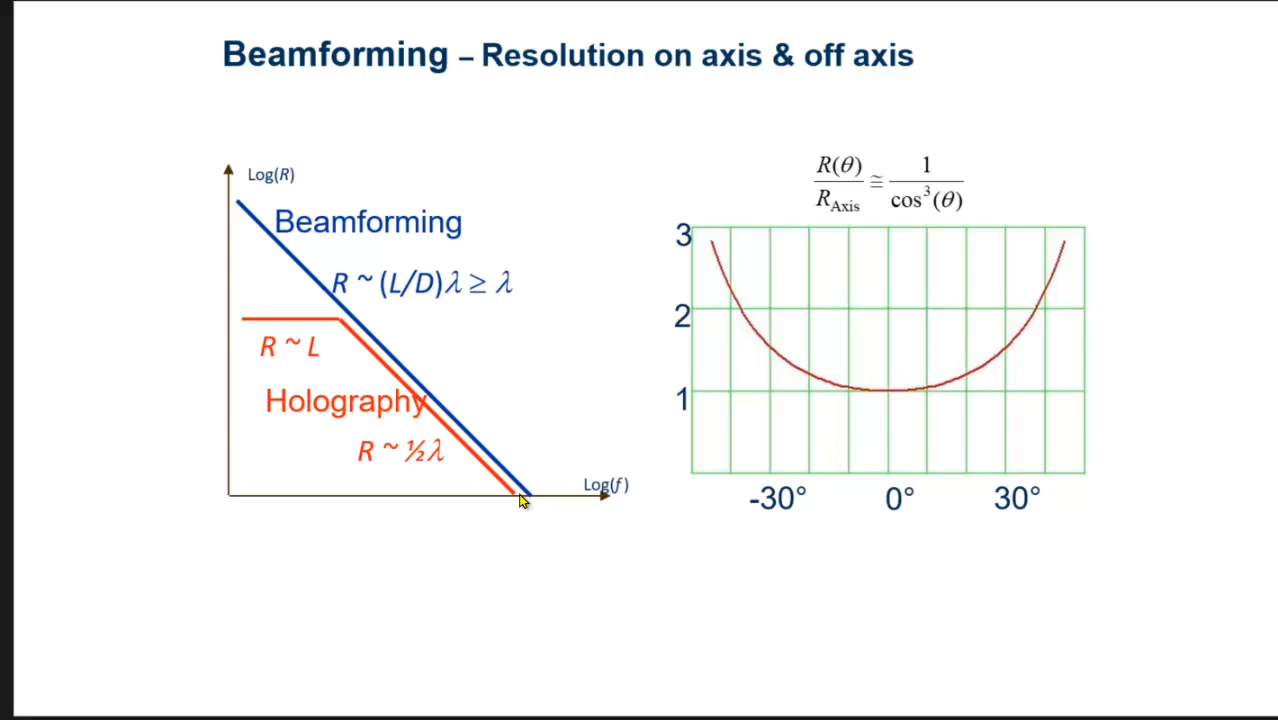 Beamforming – Resolution on axis & off axis
Log(R)
Beamforming
R ~ (L/D)λ ≥ λ
R ~ L
Holography
R ~ ½λ
Log(f)
R(θ)/R_Axis ≅ 1/cos³(θ)
3
2
1
-30° 0° 30°